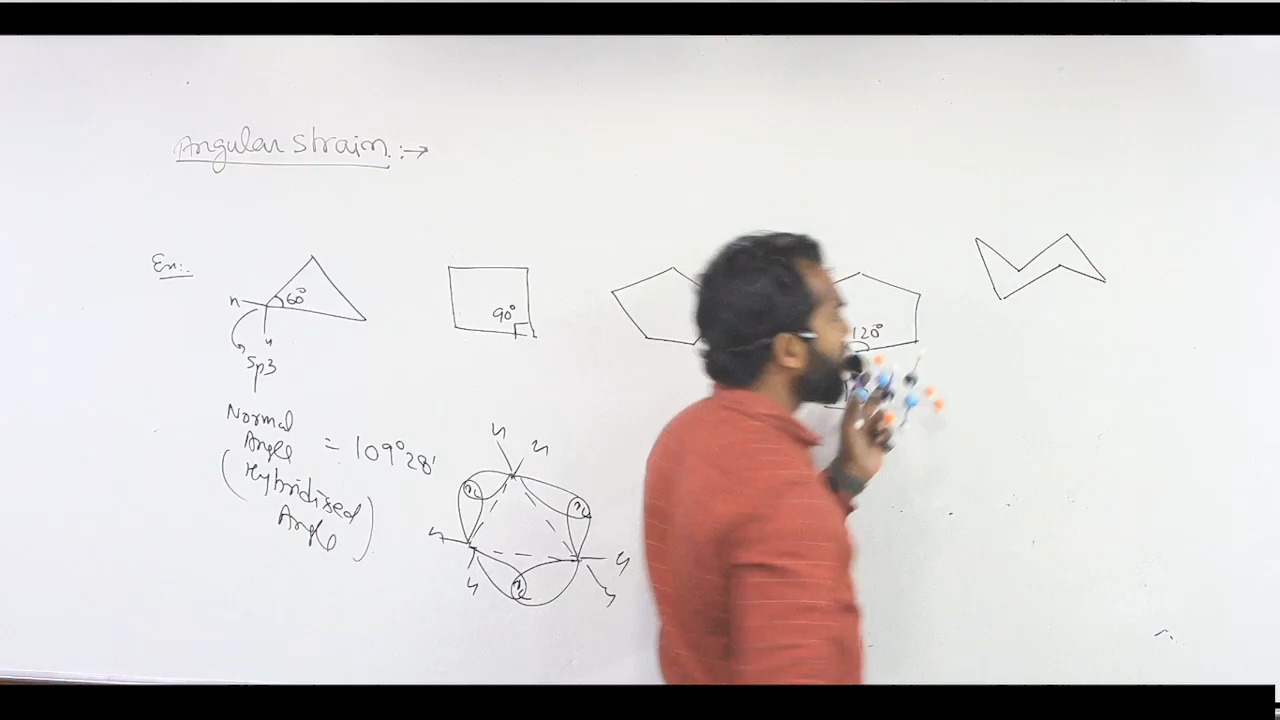 Angular Strain :→
Ex:-
60°
90°
120°
H
H
Sp3
Normal
Angle = 109°28'
(Hybridised
Angle)
H
H
H
H
H
H